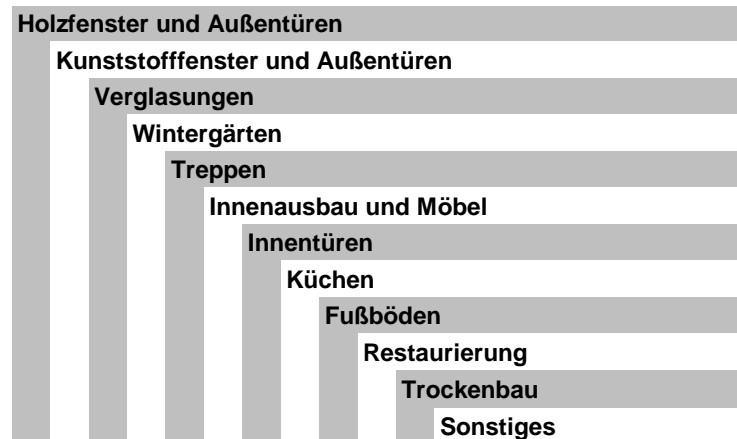 Holzfenster und Außentüren
Kunststofffenster und Außentüren
Verglasungen
Wintergärten
Treppen
Innenausbau und Möbel
Innentüren
Küchen
Fußböden
Restaurierung
Trockenbau
Sonstiges